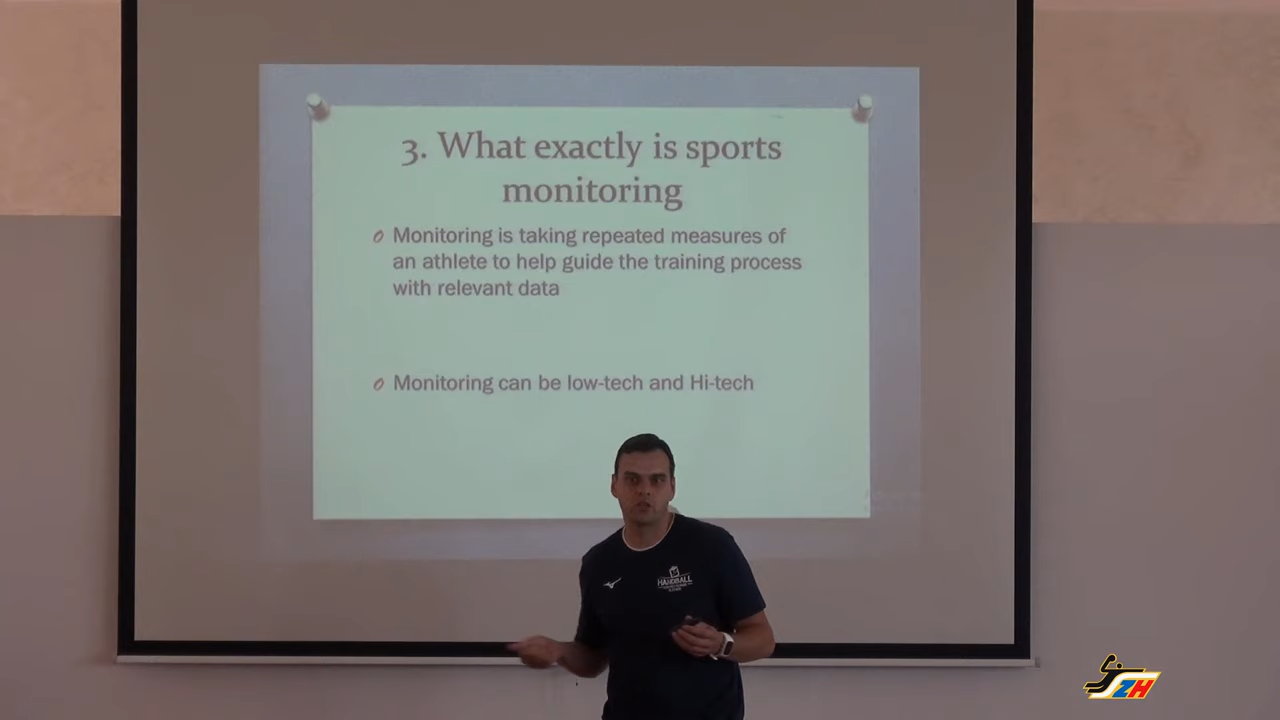 3. What exactly is sports
monitoring
Monitoring is taking repeated measures of
an athlete to help guide the training process
with relevant data
Monitoring can be low-tech and Hi-tech
HANDBALL
ZH